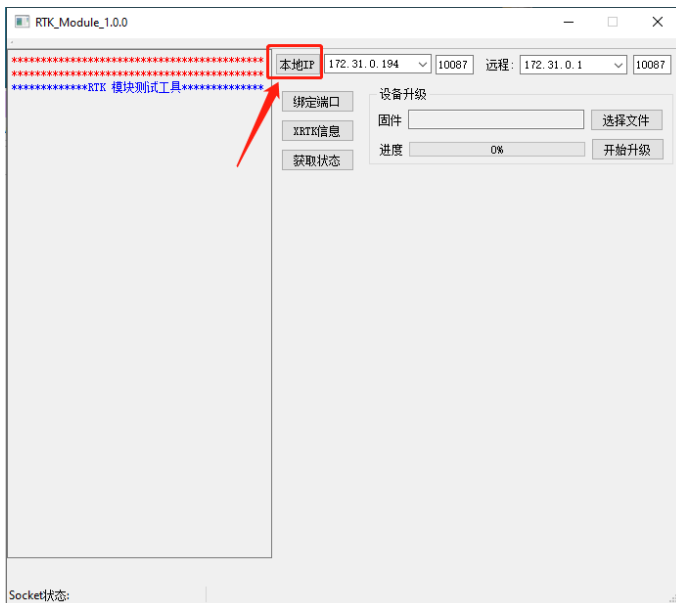 RTK_Module_1.0.0
******************************************
******************************************
*************RTK 模块测试工具**************
本地IP 172.31.0.194 10087 远程: 172.31.0.1 10087
绑定端口
XRTK信息
获取状态
设备升级
固件 选择文件
进度 0% 开始升级
Socket状态: